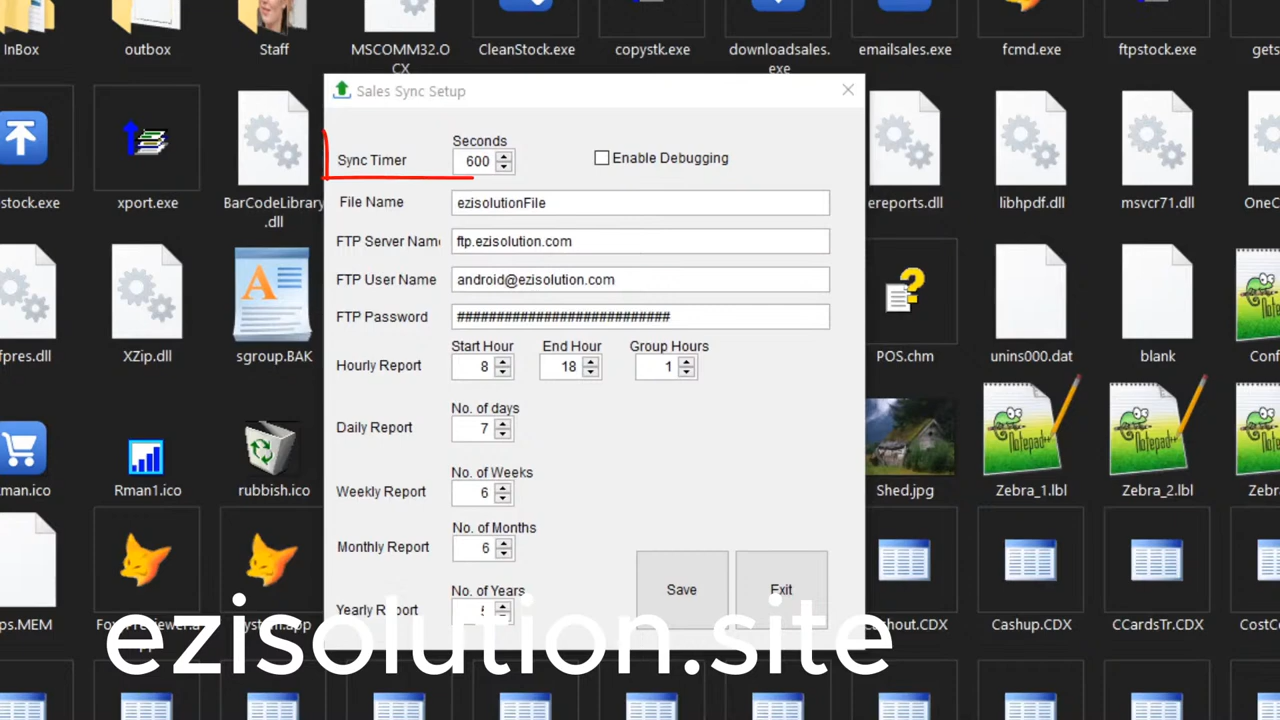 InBox
outbox
Staff
MSCOMM32.O
CX
CleanStock.exe
copystk.exe
downloadsales.
exe
emailsales.exe
fcmd.exe
ftpstock.exe
gets
Sales Sync Setup
Seconds
Sync Timer
600
Enable Debugging
File Name
ezisolutionFile
FTP Server Name
ftp.ezisolution.com
FTP User Name
android@ezisolution.com
FTP Password
###########################
Start Hour
End Hour
Group Hours
Hourly Report
8
18
1
No. of days
Daily Report
7
No. of Weeks
Weekly Report
6
No. of Months
Monthly Report
6
No. of Years
Save
Exit
stock.exe
xport.exe
BarCodeLibrary
.dll
ereports.dll
libhpdf.dll
msvcr71.dll
OneC
fpres.dll
XZip.dll
sgroup.BAK
POS.chm
unins000.dat
blank
Conf
man.ico
Rman1.ico
rubbish.ico
Shed.jpg
Zebra_1.lbl
Zebra_2.lbl
Zebr
ps.MEM
Cashup.CDX
CCardsTr.CDX
CostCo
ezisolution.site